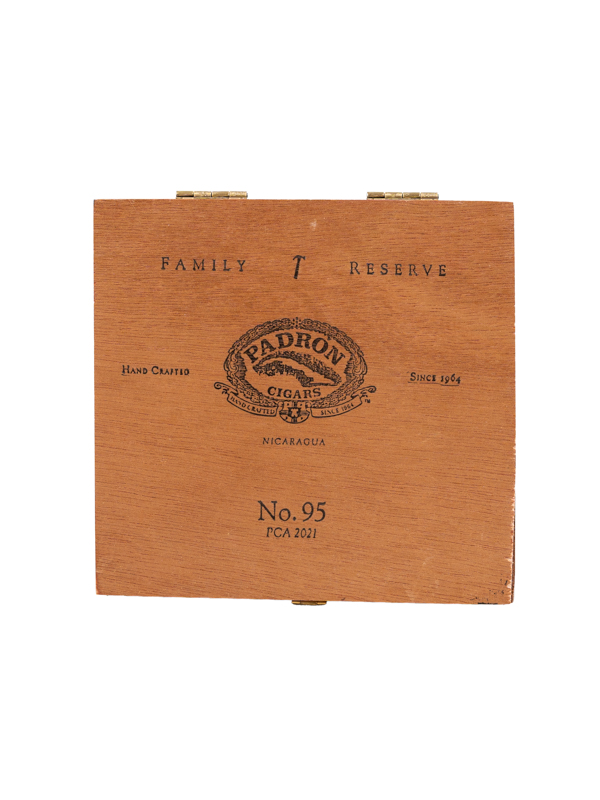 FAMILY RESERVE
PADRON
CIGARS
HAND CRAFTED SINCE 1964
HAND CRAFTED
SINCE 1964
NICARAGUA
No. 95
PCA 2021